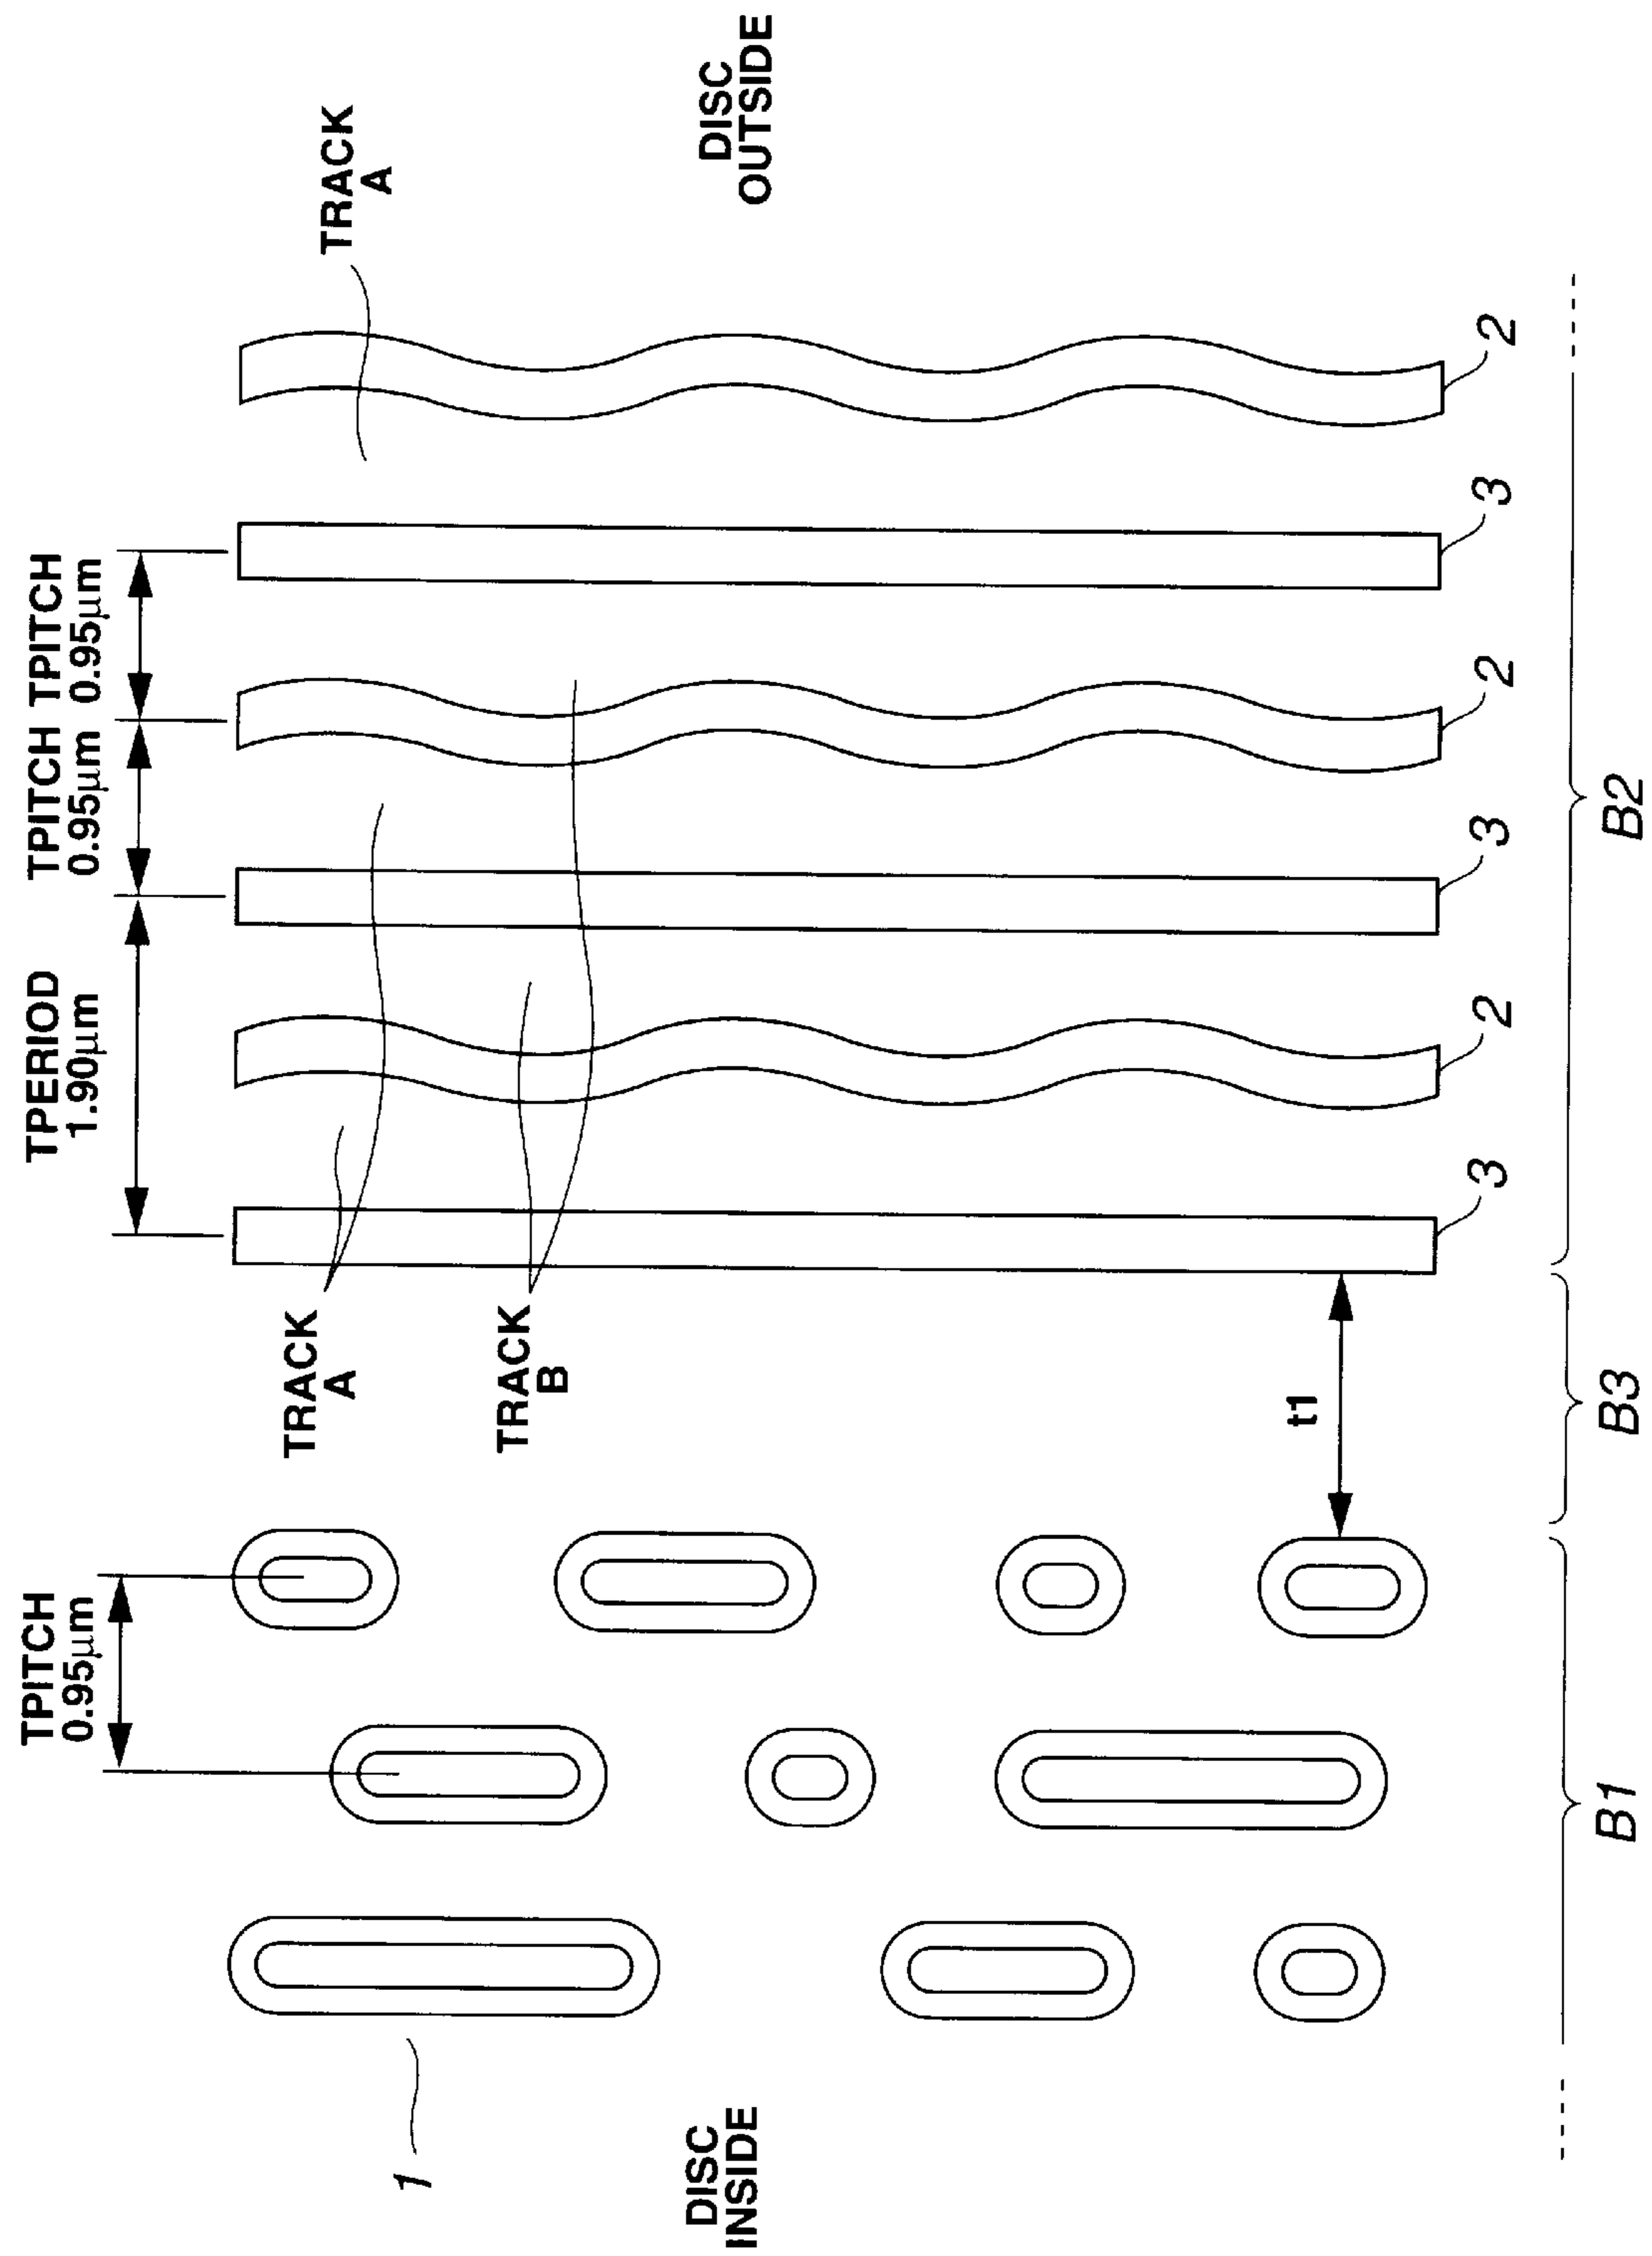 TPITCH
0.95μm
TPERIOD
1.90μm
TPITCH TPITCH
0.95μm 0.95μm
TRACK
A
TRACK
A
TRACK
B
DISC
INSIDE
DISC
OUTSIDE
1
t1
3
2
3
2
3
2
B1
B3
B2